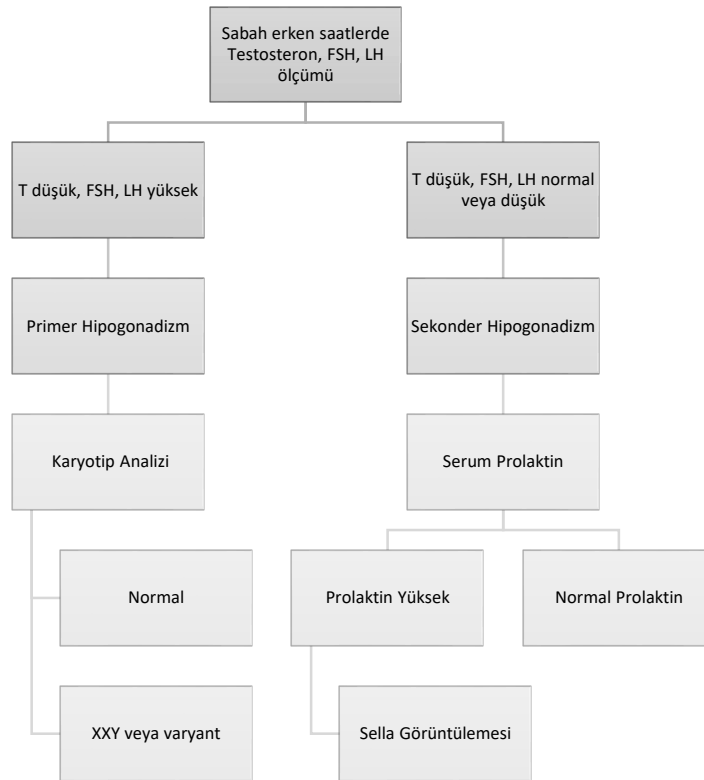 Sabah erken saatlerde
Testosteron, FSH, LH
ölçümü
T düşük, FSH, LH yüksek
T düşük, FSH, LH normal
veya düşük
Primer Hipogonadizm
Sekonder Hipogonadizm
Karyotip Analizi
Serum Prolaktin
Normal
Prolaktin Yüksek
Normal Prolaktin
XXY veya varyant
Sella Görüntülemesi